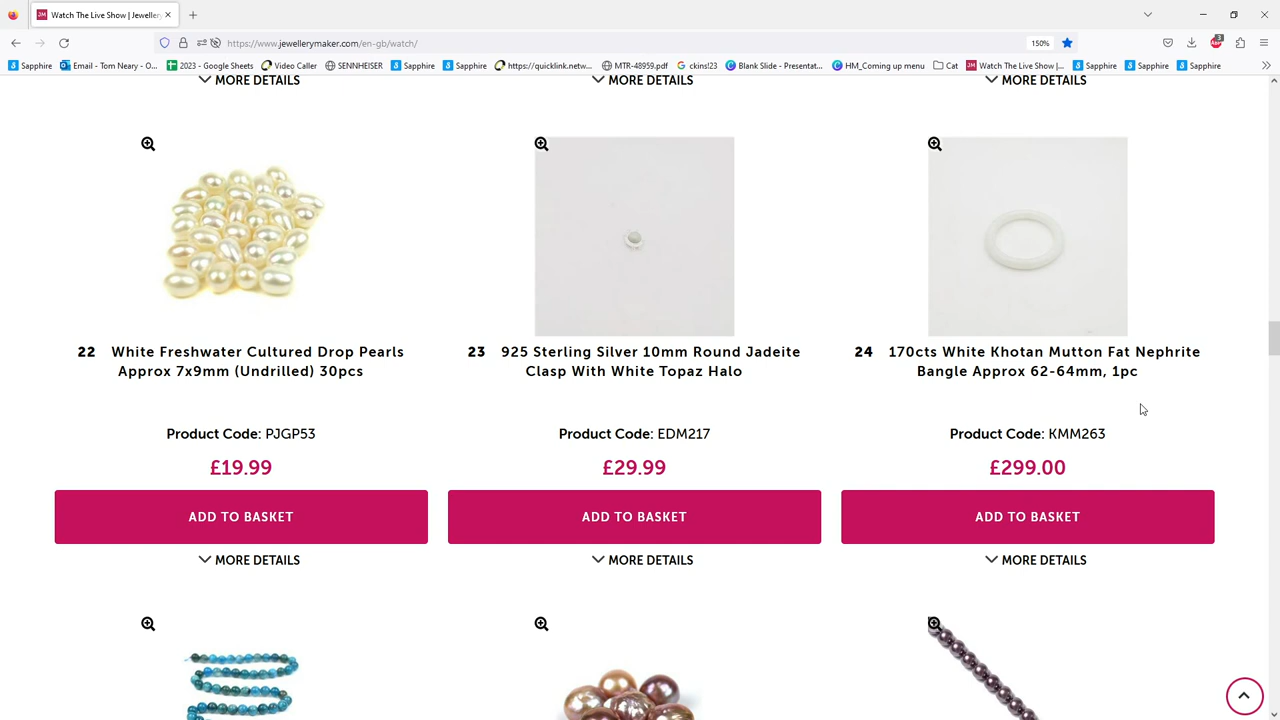 Watch The Live Show | Jeweller
https://www.jewellerymaker.com/en-gb/watch/
150%
3
Sapphire
Email - Tom Neary - O...
2023 - Google Sheets
Video Caller
SENNHEISER
Sapphire
Sapphire
https://quicklink.netw...
MTR-48959.pdf
ckins!23
Blank Slide - Presentat...
HM_Coming up menu
Cat
Watch The Live Show |...
Sapphire
Sapphire
Sapphire
MORE DETAILS
MORE DETAILS
MORE DETAILS
22 White Freshwater Cultured Drop Pearls
Approx 7x9mm (Undrilled) 30pcs
Product Code: PJGP53
£19.99
ADD TO BASKET
MORE DETAILS
23 925 Sterling Silver 10mm Round Jadeite
Clasp With White Topaz Halo
Product Code: EDM217
£29.99
ADD TO BASKET
MORE DETAILS
24 170cts White Khotan Mutton Fat Nephrite
Bangle Approx 62-64mm, 1pc
Product Code: KMM263
£299.00
ADD TO BASKET
MORE DETAILS